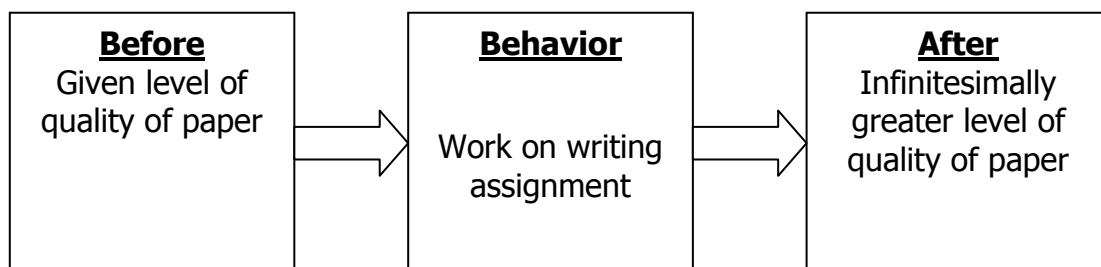 Before
Given level of
quality of paper
Behavior
Work on writing
assignment
After
Infinitesimally
greater level of
quality of paper